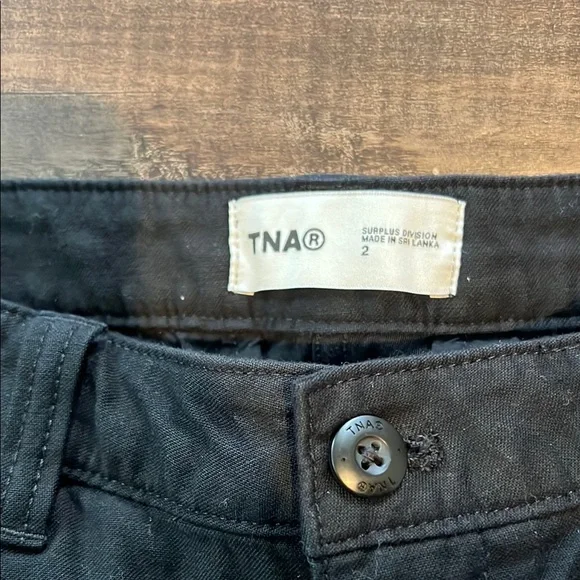 TNA®
SURPLUS DIVISION
MADE IN SRI LANKA
2
TNA®
TNA®